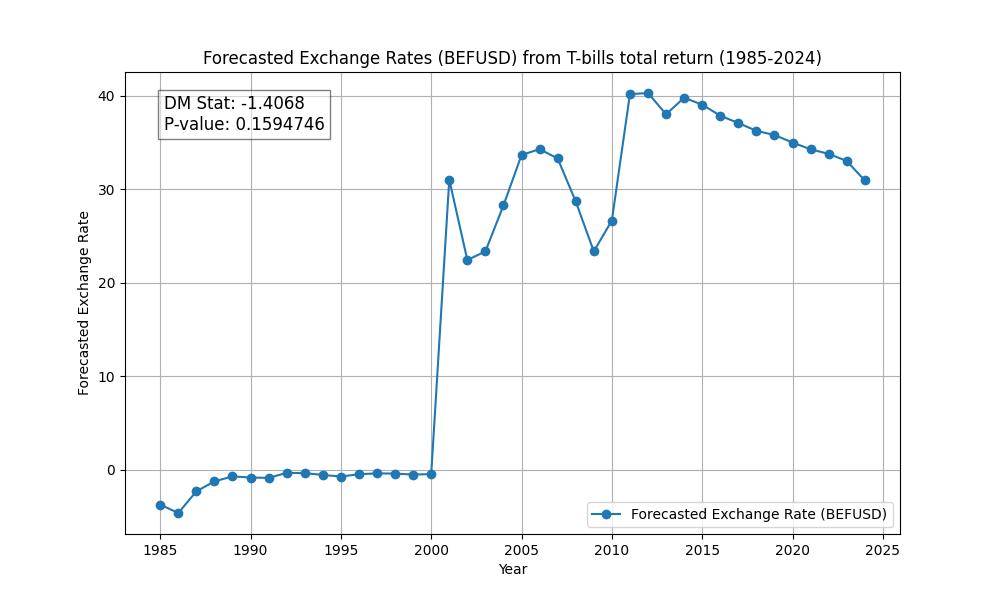 Forecasted Exchange Rates (BEFUSD) from T-bills total return (1985-2024)
DM Stat: -1.4068
P-value: 0.1594746
Forecasted Exchange Rate
40
30
20
10
0
Forecasted Exchange Rate (BEFUSD)
1985
1990
1995
2000
2005
2010
2015
2020
2025
Year